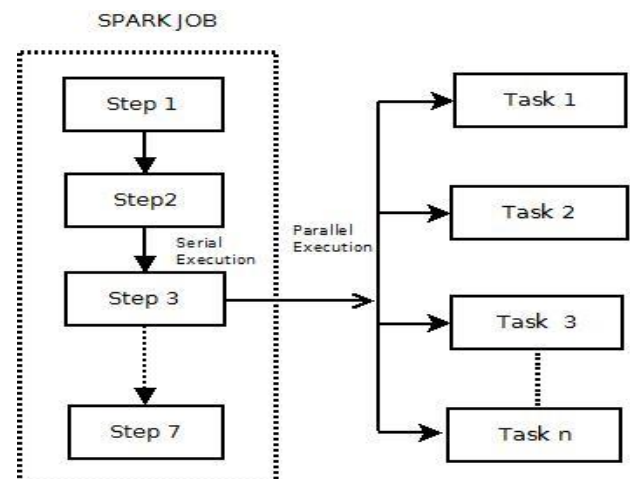 SPARK JOB
Step 1
Step2
Serial
Execution
Step 3
Step 7
Parallel
Execution
Task 1
Task 2
Task 3
Task n